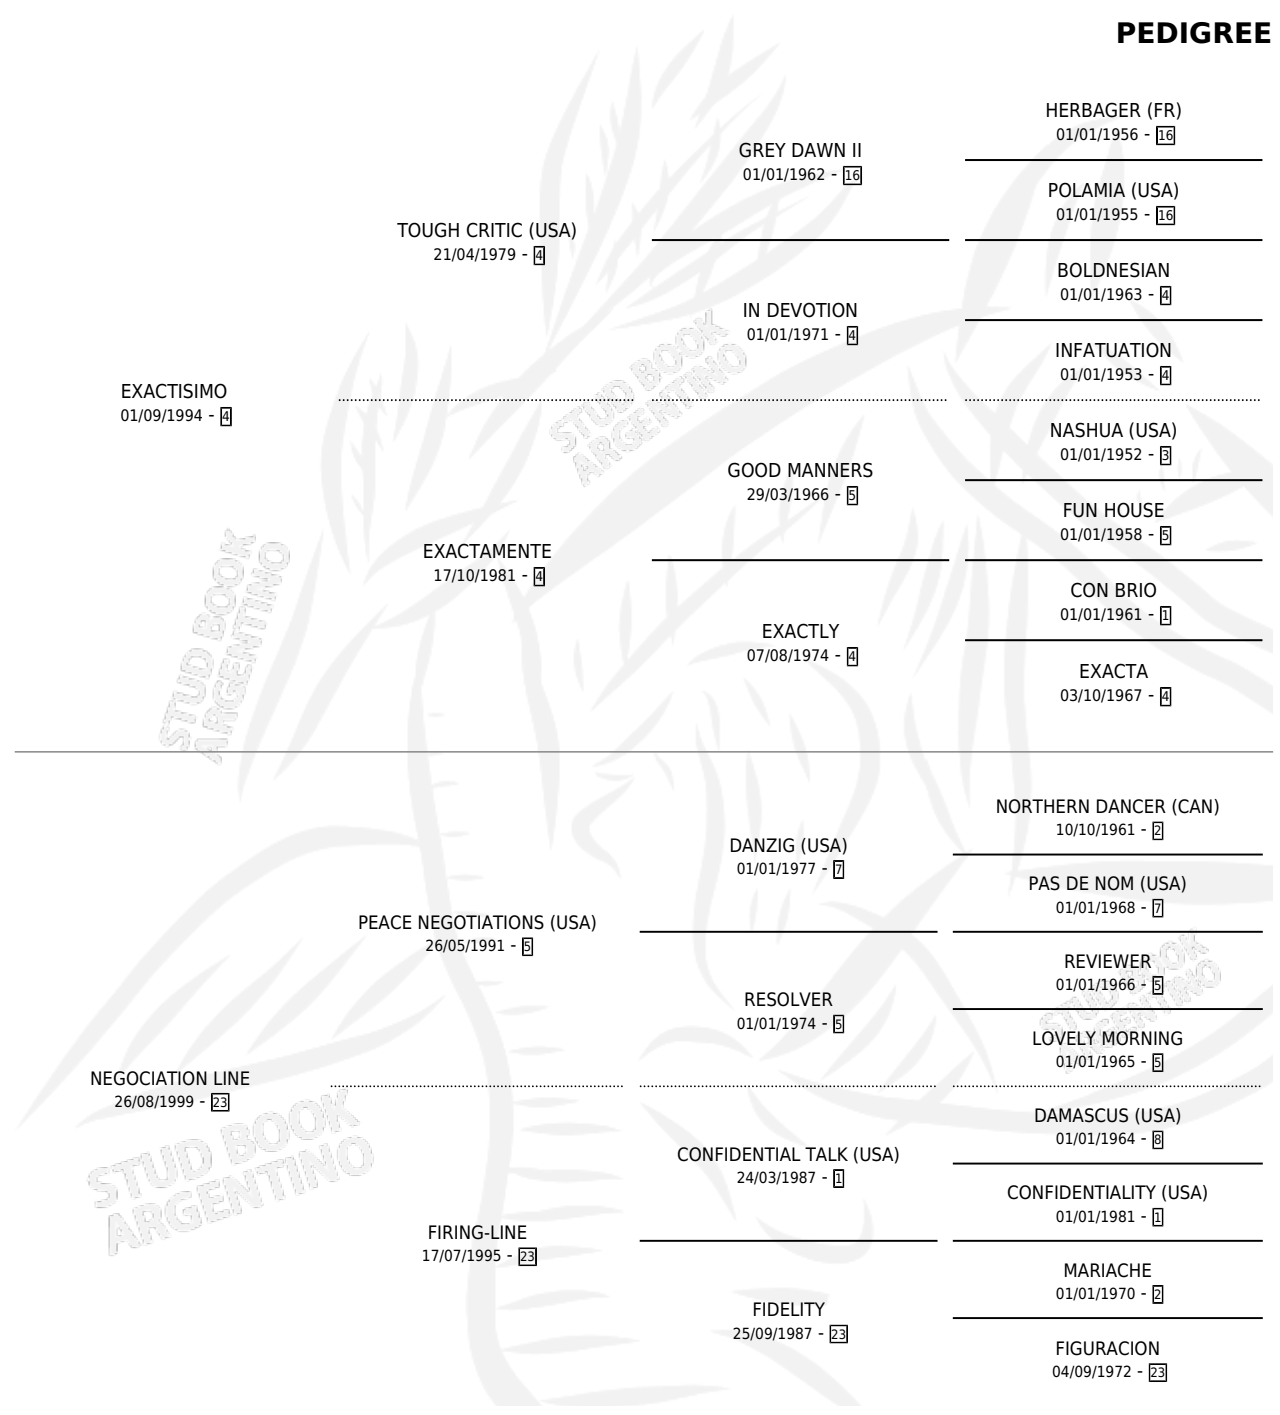 PEDIGREE
HERBAGER (FR)
01/01/1956 - 16
GREY DAWN II
01/01/1962 - 16
POLAMIA (USA)
01/01/1955 - 16
TOUGH CRITIC (USA)
21/04/1979 - 4
BOLDNESIAN
01/01/1963 - 4
IN DEVOTION
01/01/1971 - 4
INFATUATION
01/01/1953 - 4
EXACTISIMO
01/09/1994 - 4
NASHUA (USA)
01/01/1952 - 3
GOOD MANNERS
29/03/1966 - 5
FUN HOUSE
01/01/1958 - 5
EXACTAMENTE
17/10/1981 - 4
CON BRIO
01/01/1961 - 1
EXACTLY
07/08/1974 - 4
EXACTA
03/10/1967 - 4
NORTHERN DANCER (CAN)
10/10/1961 - 2
DANZIG (USA)
01/01/1977 - 7
PAS DE NOM (USA)
01/01/1968 - 7
PEACE NEGOTIATIONS (USA)
26/05/1991 - 5
REVIEWER
01/01/1966 - 5
RESOLVER
01/01/1974 - 5
LOVELY MORNING
01/01/1965 - 5
NEGOCIATION LINE
26/08/1999 - 23
DAMASCUS (USA)
01/01/1964 - 8
CONFIDENTIAL TALK (USA)
24/03/1987 - 1
CONFIDENTIALITY (USA)
01/01/1981 - 1
FIRING-LINE
17/07/1995 - 23
MARIACHE
01/01/1970 - 2
FIDELITY
25/09/1987 - 23
FIGURACION
04/09/1972 - 23
STUD BOOK
ARGENTINO
STUD BOOK
ARGENTINO
STUD BOOK
ARGENTINO
STUD BOOK
ARGENTINO